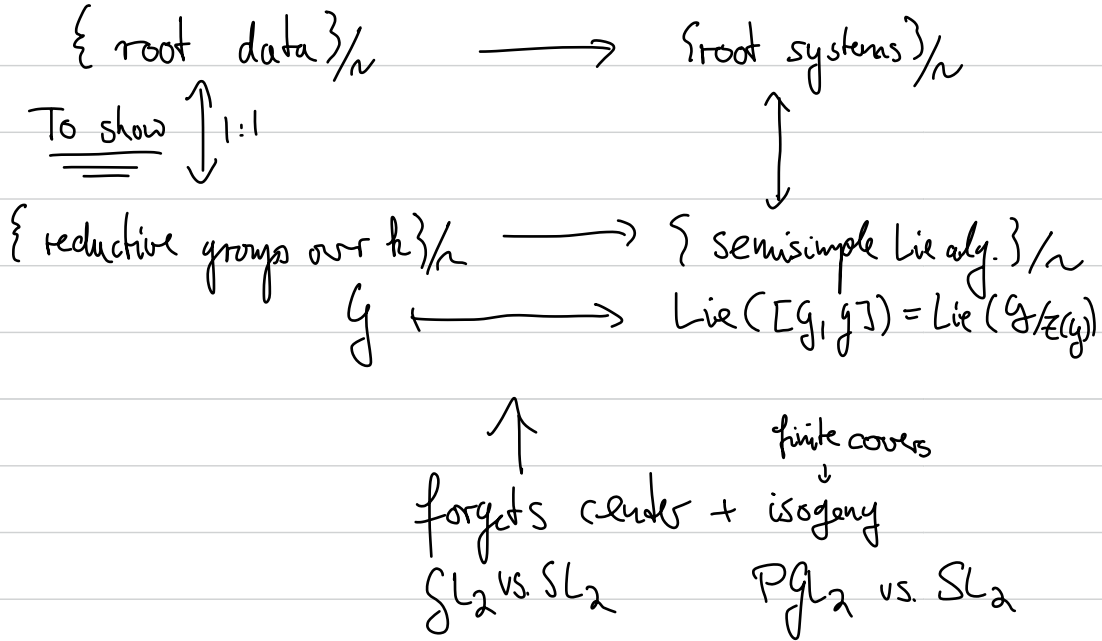 { root data }/~ ⟶ {root systems}/~
To show ↕ 1:1 ↕
{ reductive groups over k}/~ ⟶ { semisimple Lie alg. }/~
G ⟼ Lie([G,G]) = Lie(G/Z(G))
↑ finite covers
↓
forgets center + isogeny
GL₂ vs. SL₂ PGL₂ vs. SL₂